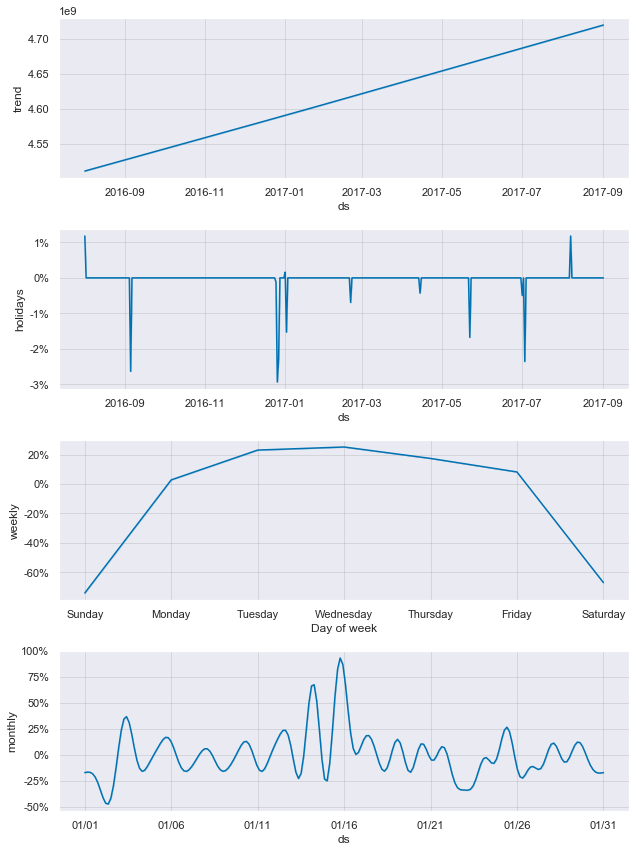 1e9
4.70
4.65
4.60
4.55
trend
2016-09 2016-11 2017-01 2017-03 2017-05 2017-07 2017-09
ds
1%
0%
-1%
-2%
-3%
holidays
2016-09 2016-11 2017-01 2017-03 2017-05 2017-07 2017-09
ds
20%
0%
-20%
-40%
-60%
weekly
Sunday Monday Tuesday Wednesday Thursday Friday Saturday
Day of week
100%
75%
50%
25%
0%
-25%
-50%
monthly
01/01 01/06 01/11 01/16 01/21 01/26 01/31
ds